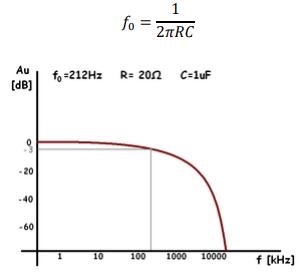 f₀ = 1 / 2πRC
Au
[dB]
f₀=212Hz R= 20Ω C=1uF
0
-3
-20
-40
-60
1 10 100 1000 10000 f [kHz]